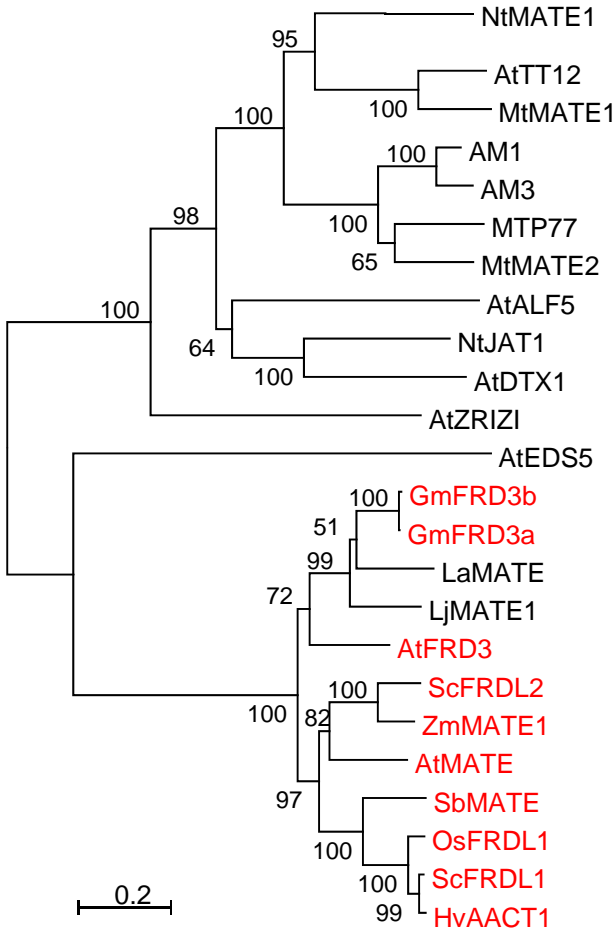 NtMATE1
95
AtTT12
100
MtMATE1
100
AM1
100
AM3
100
MTP77
98
65
MtMATE2
AtALF5
100
64
NtJAT1
100
AtDTX1
AtZRIZI
AtEDS5
100
GmFRD3b
51
GmFRD3a
99
LaMATE
72
LjMATE1
AtFRD3
100
ScFRDL2
100
82
ZmMATE1
AtMATE
97
SbMATE
100
OsFRDL1
100
ScFRDL1
0.2
99
HvAACT1